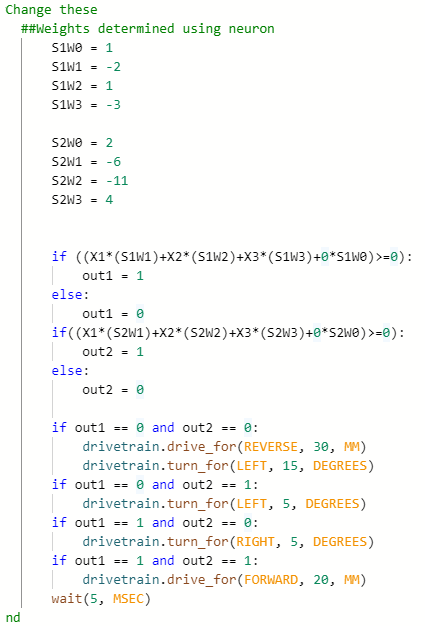 Change these
##Weights determined using neuron
S1W0 = 1
S1W1 = -2
S1W2 = 1
S1W3 = -3
S2W0 = 2
S2W1 = -6
S2W2 = -11
S2W3 = 4
if ((X1*(S1W1)+X2*(S1W2)+X3*(S1W3)+0*S1W0)>=0):
out1 = 1
else:
out1 = 0
if((X1*(S2W1)+X2*(S2W2)+X3*(S2W3)+0*S2W0)>=0):
out2 = 1
else:
out2 = 0
if out1 == 0 and out2 == 0:
drivetrain.drive_for(REVERSE, 30, MM)
drivetrain.turn_for(LEFT, 15, DEGREES)
if out1 == 0 and out2 == 1:
drivetrain.turn_for(LEFT, 5, DEGREES)
if out1 == 1 and out2 == 0:
drivetrain.turn_for(RIGHT, 5, DEGREES)
if out1 == 1 and out2 == 1:
drivetrain.drive_for(FORWARD, 20, MM)
wait(5, MSEC)
nd